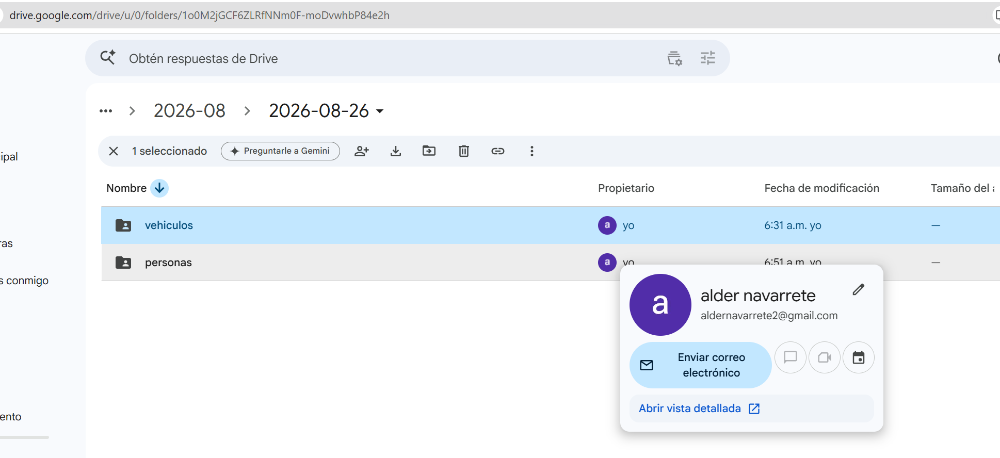 drive.google.com/drive/u/0/folders/1o0M2jGCF6ZLRfNNm0F-moDvwhbP84e2h
Obtén respuestas de Drive
2026-08
2026-08-26
1 seleccionado
Preguntarle a Gemini
ipal
Nombre
Propietario
Fecha de modificación
Tamaño del a
vehiculos
a
yo
6:31 a.m. yo
—
ras
personas
a
yo
6:51 a.m. yo
—
s conmigo
a
alder navarrete
aldernavarrete2@gmail.com
Enviar correo
electrónico
Abrir vista detallada
ento